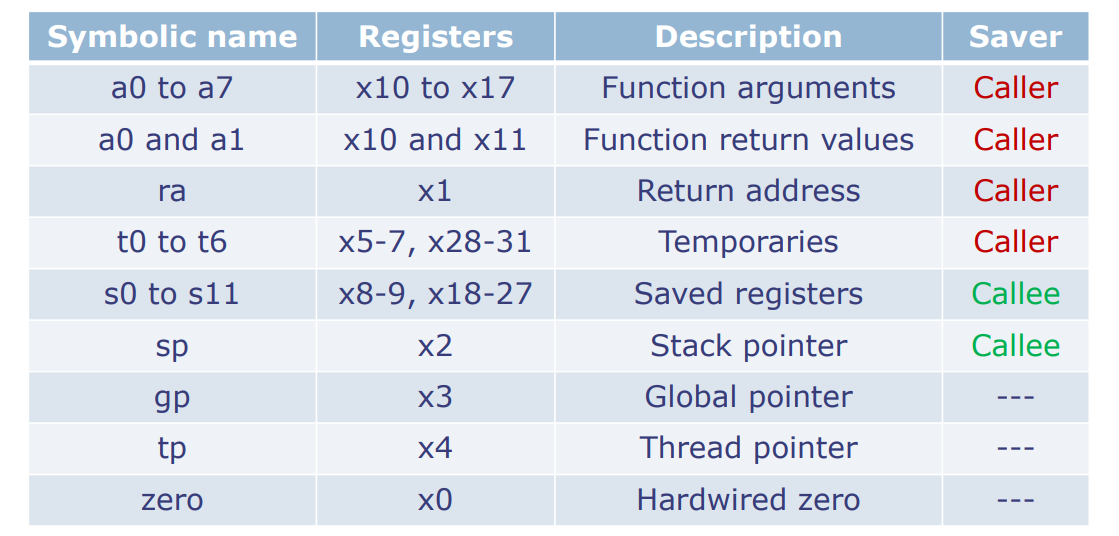 Symbolic name Registers Description Saver
a0 to a7 x10 to x17 Function arguments Caller
a0 and a1 x10 and x11 Function return values Caller
ra x1 Return address Caller
t0 to t6 x5-7, x28-31 Temporaries Caller
s0 to s11 x8-9, x18-27 Saved registers Callee
sp x2 Stack pointer Callee
gp x3 Global pointer ---
tp x4 Thread pointer ---
zero x0 Hardwired zero ---